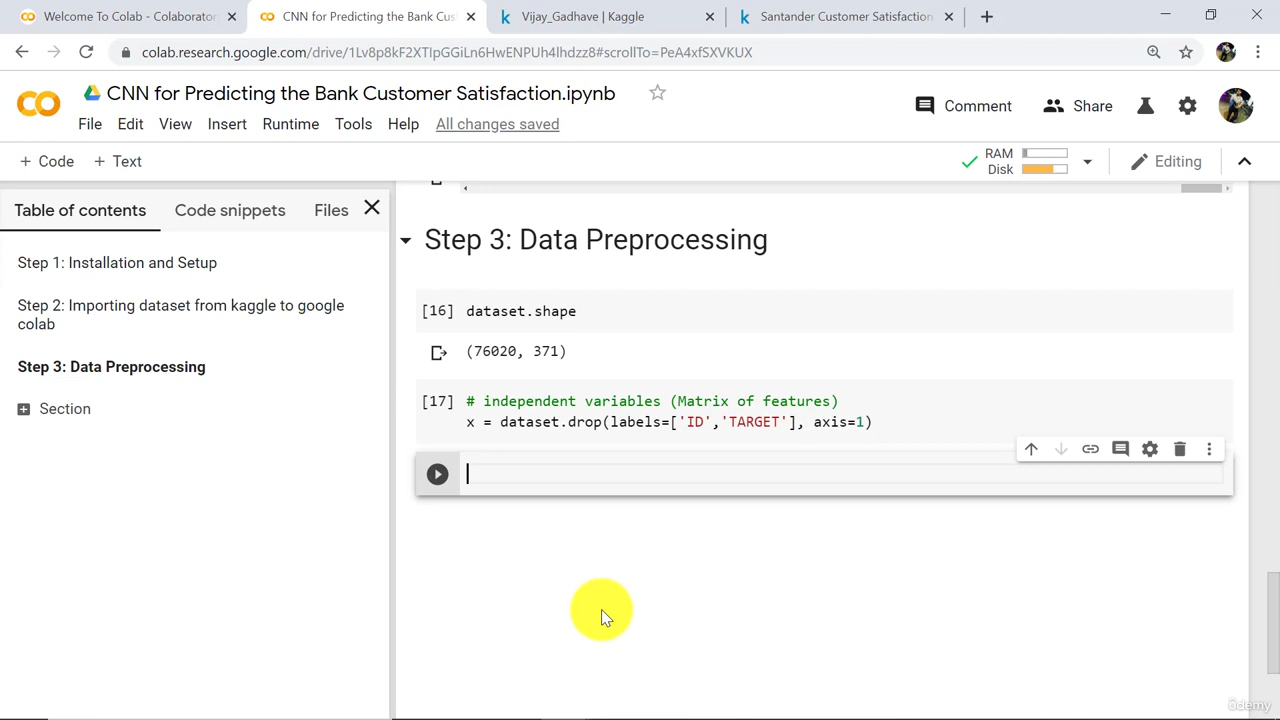 Welcome To Colab - Colaborator
CNN for Predicting the Bank Cus
Vijay_Gadhave | Kaggle
Santander Customer Satisfaction
colab.research.google.com/drive/1Lv8p8kF2XTIpGGiLn6HwENPUh4lhdzz8#scrollTo=PeA4xfSXVKUX
CNN for Predicting the Bank Customer Satisfaction.ipynb
Comment
Share
File Edit View Insert Runtime Tools Help All changes saved
+ Code + Text
RAM
Disk
Editing
Table of contents Code snippets Files
Step 1: Installation and Setup
Step 2: Importing dataset from kaggle to google
colab
Step 3: Data Preprocessing
Section
Step 3: Data Preprocessing
[16] dataset.shape
(76020, 371)
[17] # independent variables (Matrix of features)
x = dataset.drop(labels=['ID','TARGET'], axis=1)
ûdemy